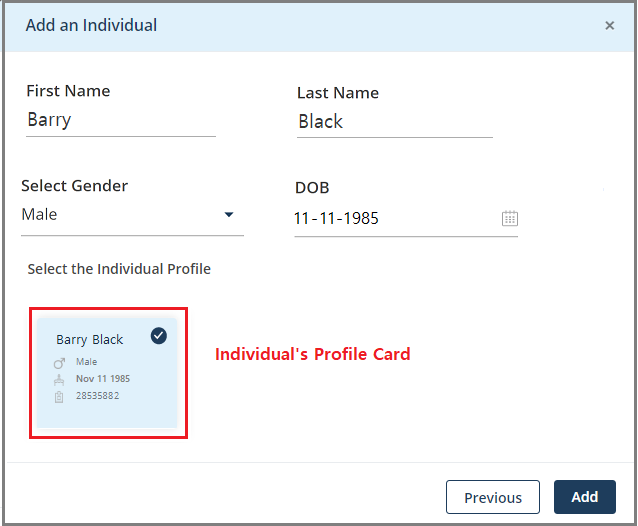 Add an Individual ×
First Name
Last Name
Barry
Black
Select Gender
DOB
Male
11-11-1985
Select the Individual Profile
Barry Black
Male
Nov 11 1985
28535882
Individual's Profile Card
Previous
Add